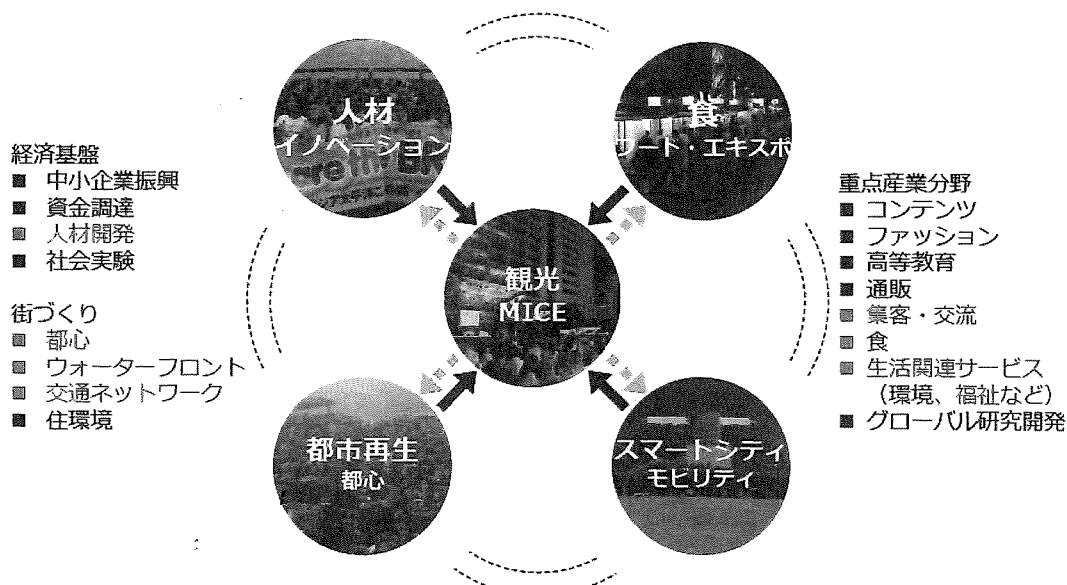 人材
イノベーション
食
フード・エキスポ
経済基盤
■ 中小企業振興
■ 資金調達
■ 人材開発
■ 社会実験
街づくり
■ 都心
■ ウォーターフロント
■ 交通ネットワーク
■ 住環境
観光
MICE
重点産業分野
■ コンテンツ
■ ファッション
■ 高等教育
■ 通販
■ 集客・交流
■ 食
■ 生活関連サービス
（環境、福祉など）
■ グローバル研究開発
都市再生
都心
スマートシティ
モビリティ